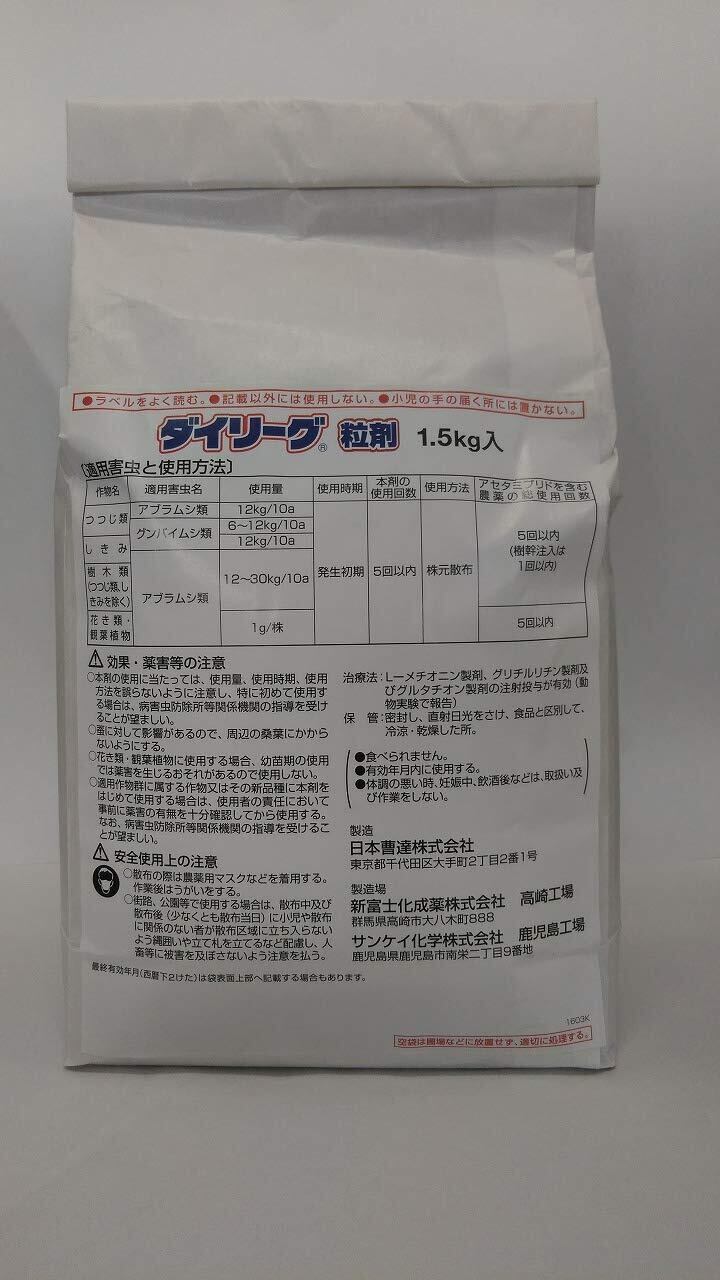 ●ラベルをよく読む。●記載以外には使用しない。●小児の手の届く所には置かない。
ダイリーグ® 粒剤 1.5kg入
〔適用害虫と使用方法〕
作物名 適用害虫名 使用量 使用時期 本剤の使用回数 使用方法 アセタミプリドを含む農薬の総使用回数
つつじ類 アブラムシ類 12kg/10a 発生初期 5回以内 株元散布 5回以内(樹幹注入は1回以内)
グンバイムシ類 6〜12kg/10a
しきみ 12kg/10a
樹木類(つつじ類、しきみを除く) アブラムシ類 12〜30kg/10a
花き類・観葉植物 1g/株 5回以内
⚠効果・薬害等の注意
○本剤の使用に当たっては、使用量、使用時期、使用
方法を誤らないように注意し、特に初めて使用す
る場合は、病害虫防除所等関係機関の指導を受け
ることが望ましい。
○蚕に対して影響があるので、周辺の桑葉にかから
ないようにする。
○花き類・観葉植物に使用する場合、幼苗期の使用
では薬害を生じるおそれがあるので使用しない。
○適用作物群に属する作物又はその新品種に本剤を
はじめて使用する場合は、使用者の責任において
事前に薬害の有無を十分確認してから使用する。
なお、病害虫防除所等関係機関の指導を受けるこ
とが望ましい。
⚠安全使用上の注意
○散布の際は農薬用マスクなどを着用する。
作業後はうがいをする。
○街路、公園等で使用する場合は、散布中及び
散布後(少なくとも散布当日)に小児や散布
に関係のない者が散布区域に立ち入らない
よう縄囲いや立て札を立てるなど配慮し、人
畜等に被害を及ぼさないよう注意を払う。
最終有効年月(西暦下2けた)は袋表面上部へ記載する場合もあります。
治療法:L−メチオニン製剤、グリチルリチン製剤及
びグルタチオン製剤の注射投与が有効(動
物実験で報告)
保 管:密封し、直射日光をさけ、食品と区別して、
冷涼・乾燥した所。
●食べられません。
●有効年月内に使用する。
●体調の悪い時、妊娠中、飲酒後などは、取扱い及
び作業をしない。
製造
日本曹達株式会社
東京都千代田区大手町2丁目2番1号
製造場
新富士化成薬株式会社 高崎工場
群馬県高崎市大八木町888
サンケイ化学株式会社 鹿児島工場
鹿児島県鹿児島市南栄二丁目9番地
1603K
空袋は圃場などに放置せず、適切に処理する。